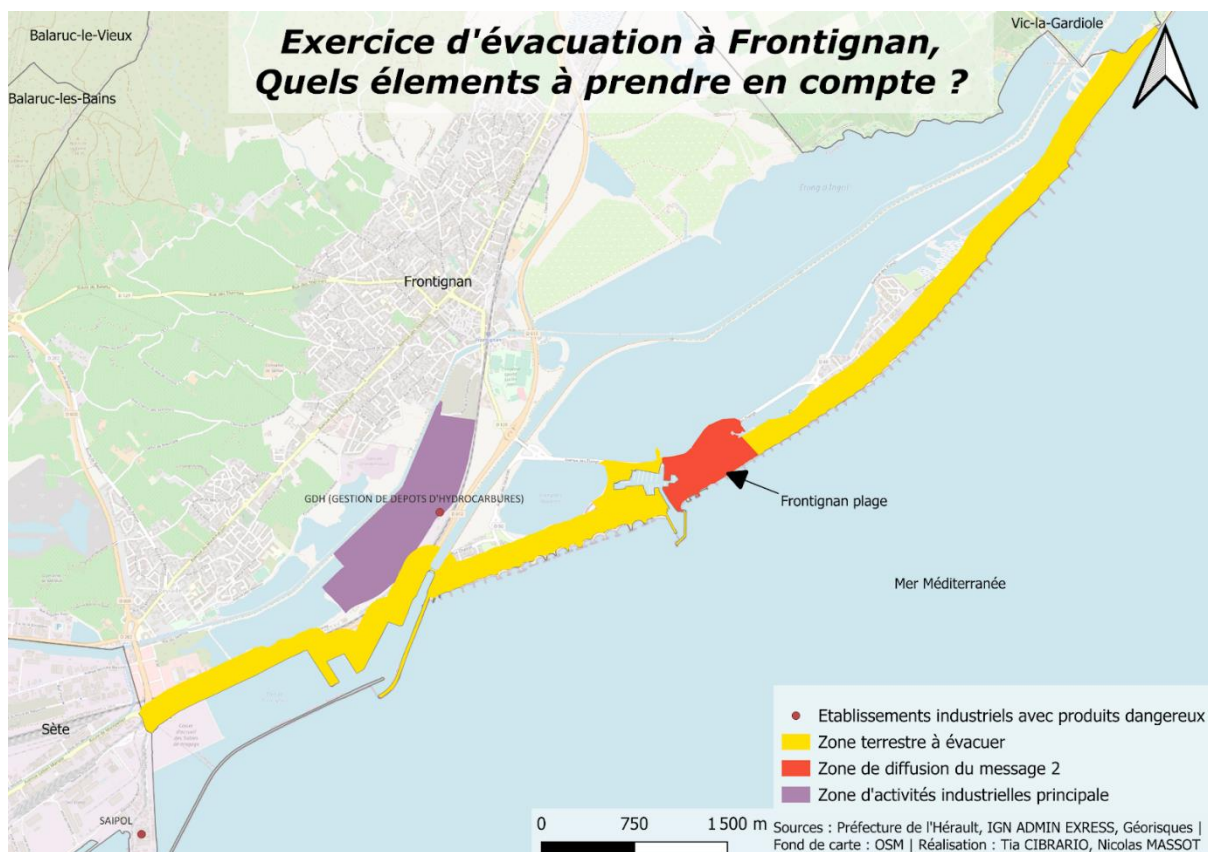 Exercice d'évacuation à Frontignan,
Quels élements à prendre en compte ?
Balaruc-le-Vieux
Vic-la-Gardiole
Balaruc-les-Bains
Frontignan
GDH (GESTION DE DEPOTS D'HYDROCARBURES)
Frontignan plage
Mer Méditerranée
Sète
SAIPOL
Etablissements industriels avec produits dangereux
Zone terrestre à évacuer
Zone de diffusion du message 2
Zone d'activités industrielles principale
0 750 1 500 m
Sources : Préfecture de l'Hérault, IGN ADMIN EXRESS, Géorisques |
Fond de carte : OSM | Réalisation : Tia CIBRARIO, Nicolas MASSOT